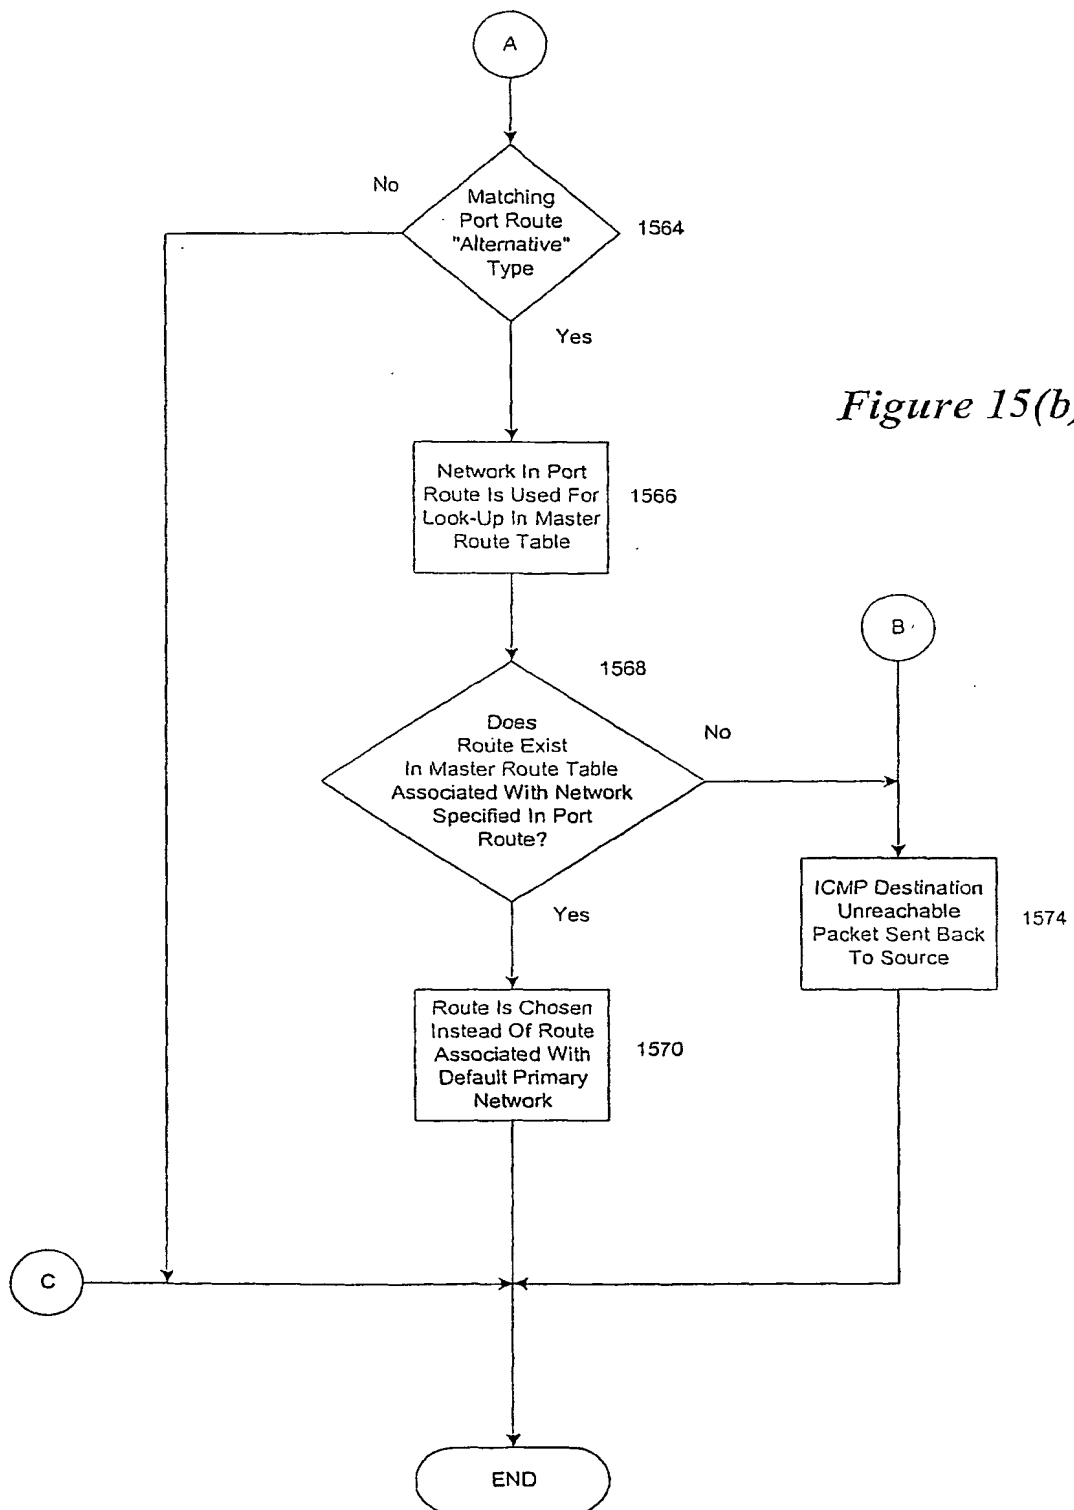 A
No
Matching
Port Route
"Alternative"
Type
1564
Yes
Figure 15(b)
Network In Port
Route Is Used For
Look-Up In Master
Route Table
1566
B
1568
Does
Route Exist
In Master Route Table
Associated With Network
Specified In Port
Route?
No
Yes
ICMP Destination
Unreachable
Packet Sent Back
To Source
1574
Route Is Chosen
Instead Of Route
Associated With
Default Primary
Network
1570
C
END